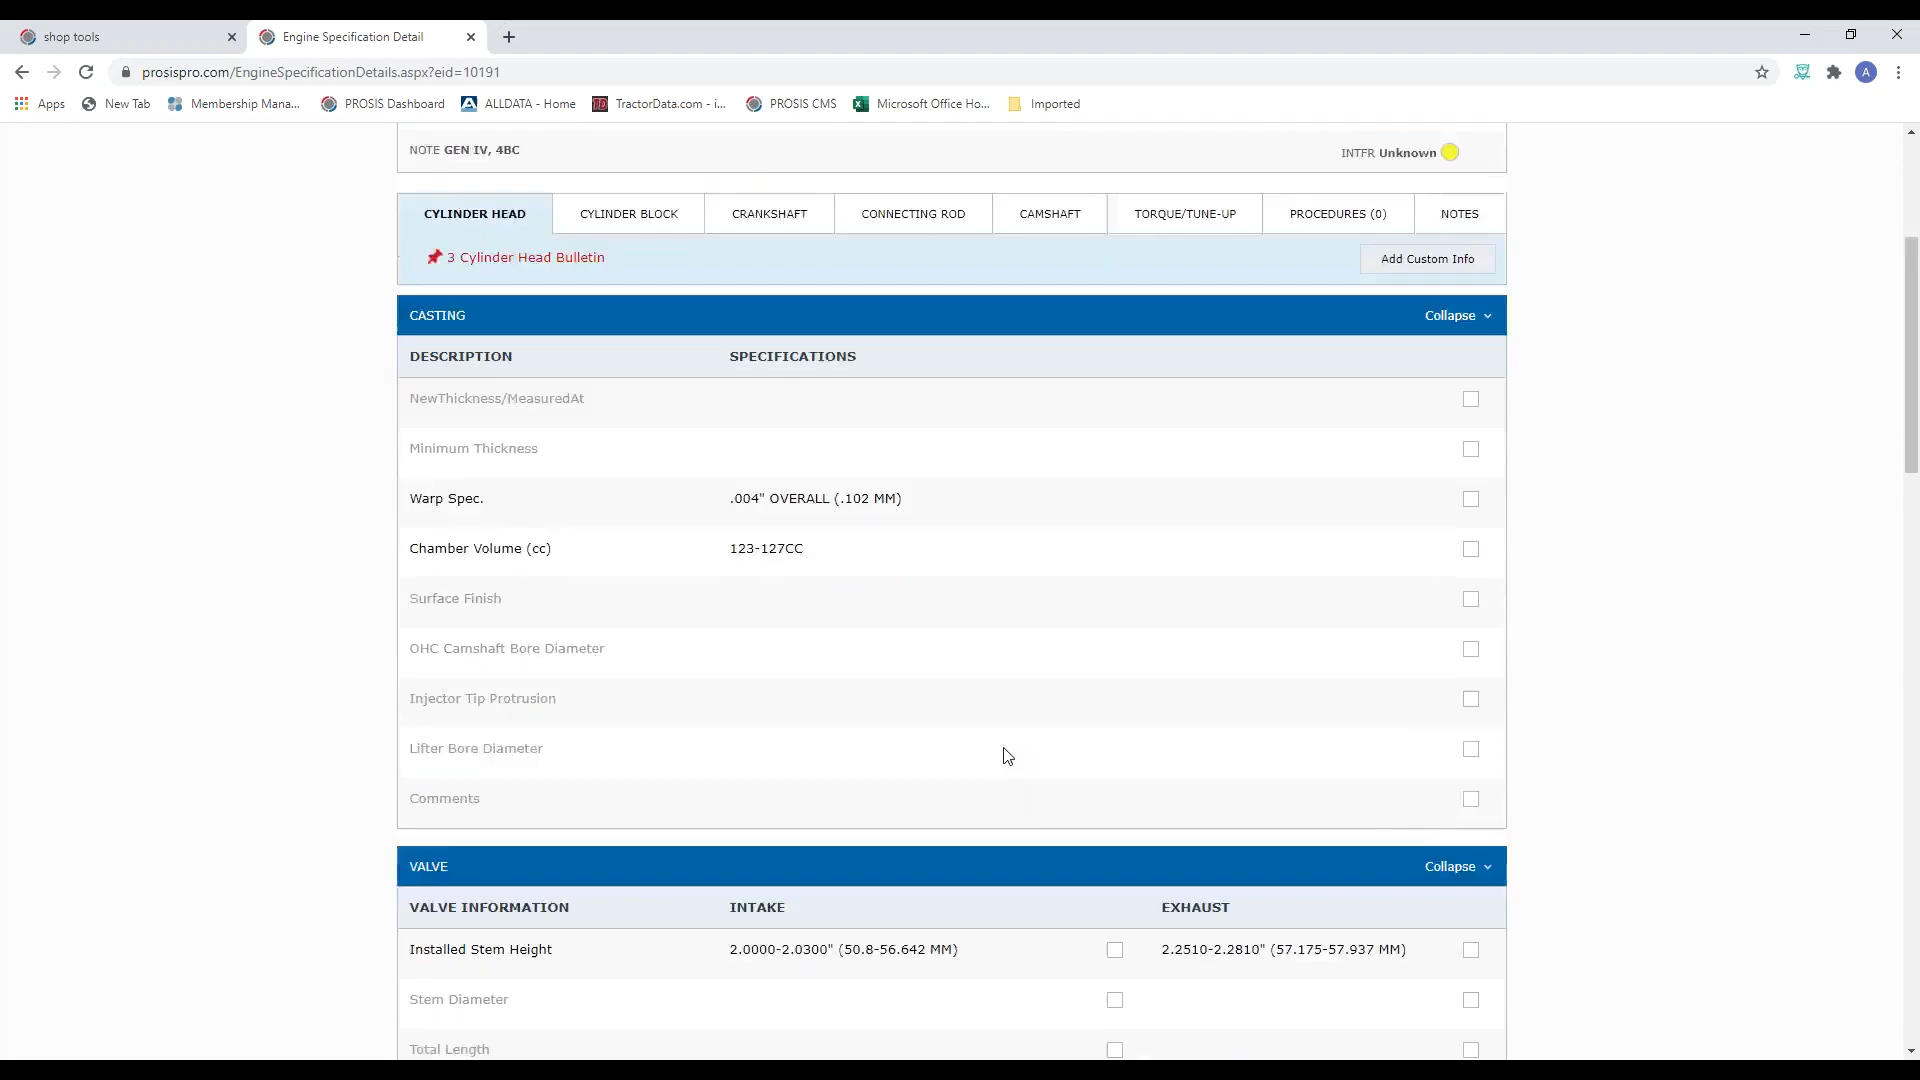 shop tools
Engine Specification Detail
prosispro.com/EngineSpecificationDetails.aspx?eid=10191
A
Apps
New Tab
Membership Mana...
PROSIS Dashboard
ALLDATA - Home
TractorData.com - i...
PROSIS CMS
Microsoft Office Ho...
Imported
NOTE GEN IV, 4BC
INTFR Unknown
CYLINDER HEAD
CYLINDER BLOCK
CRANKSHAFT
CONNECTING ROD
CAMSHAFT
TORQUE/TUNE-UP
PROCEDURES (0)
NOTES
3 Cylinder Head Bulletin
Add Custom Info
CASTING
Collapse
DESCRIPTION SPECIFICATIONS
NewThickness/MeasuredAt
Minimum Thickness
Warp Spec. .004" OVERALL (.102 MM)
Chamber Volume (cc) 123-127CC
Surface Finish
OHC Camshaft Bore Diameter
Injector Tip Protrusion
Lifter Bore Diameter
Comments
VALVE
Collapse
VALVE INFORMATION INTAKE EXHAUST
Installed Stem Height 2.0000-2.0300" (50.8-56.642 MM) 2.2510-2.2810" (57.175-57.937 MM)
Stem Diameter
Total Length